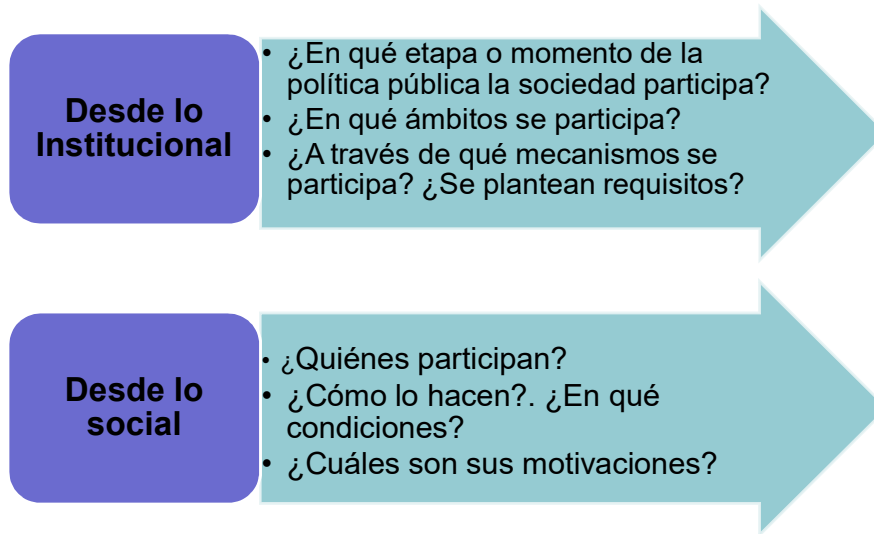 Desde lo
Institucional
• ¿En qué etapa o momento de la
política pública la sociedad participa?
• ¿En qué ámbitos se participa?
• ¿A través de qué mecanismos se
participa? ¿Se plantean requisitos?
Desde lo
social
• ¿Quiénes participan?
• ¿Cómo lo hacen?. ¿En qué
condiciones?
• ¿Cuáles son sus motivaciones?